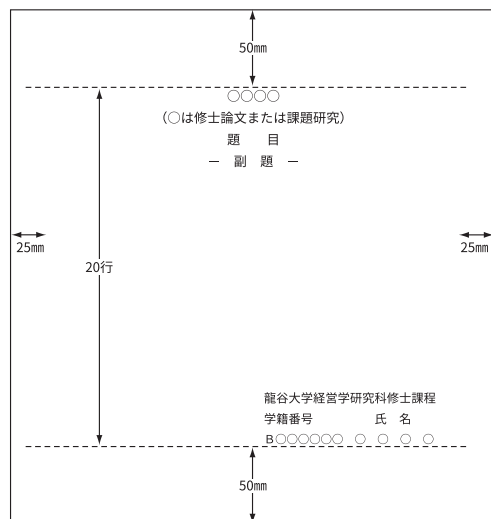 50mm
○○○○
(○は修士論文または課題研究)
題 目
― 副 題 ―
25mm
25mm
20行
龍谷大学経営学研究科修士課程
学籍番号 氏 名
B○○○○○○ ○ ○ ○ ○
50mm